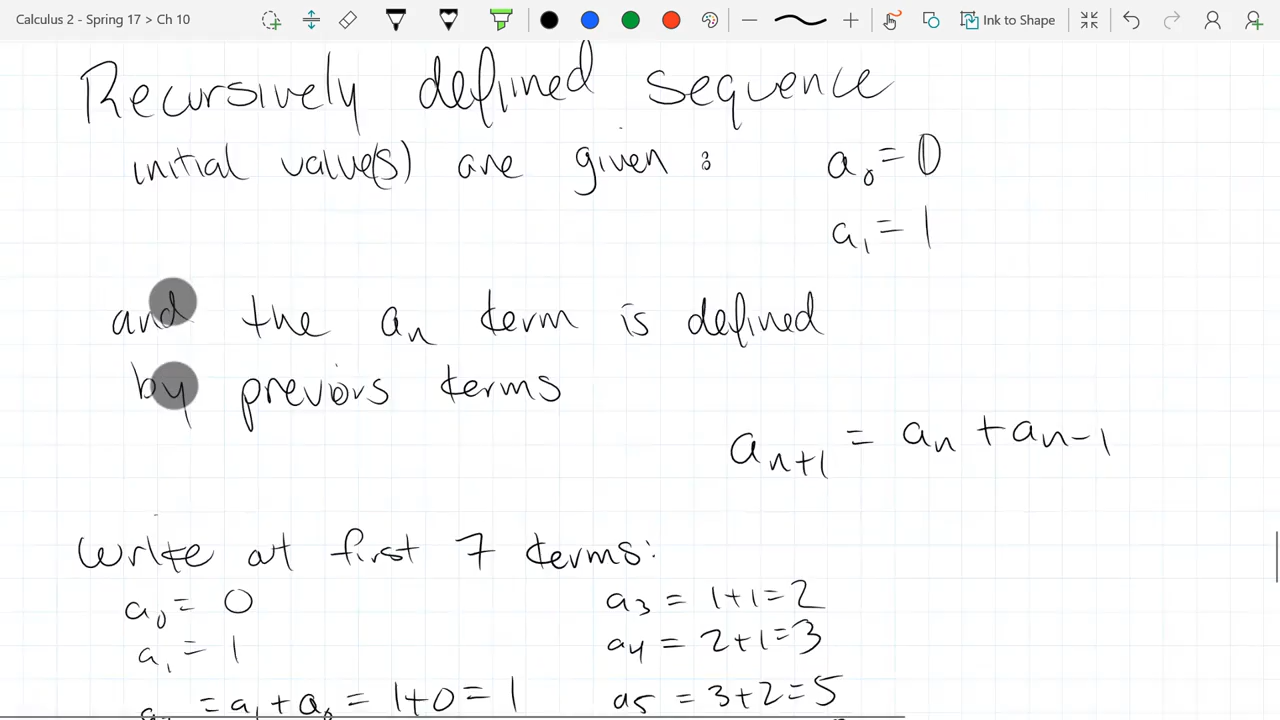 Calculus 2 - Spring 17 > Ch 10
Ink to Shape
Recursively defined sequence
initial value(s) are given : a₀ = 0
a₁ = 1
and the aₙ term is defined
by previous terms
aₙ₊₁ = aₙ + aₙ₋₁
Write at first 7 terms:
a₀ = 0
a₁ = 1
= a₁ + a₀ = 1+0 = 1
a₃ = 1+1=2
a₄ = 2+1=3
a₅ = 3+2=5